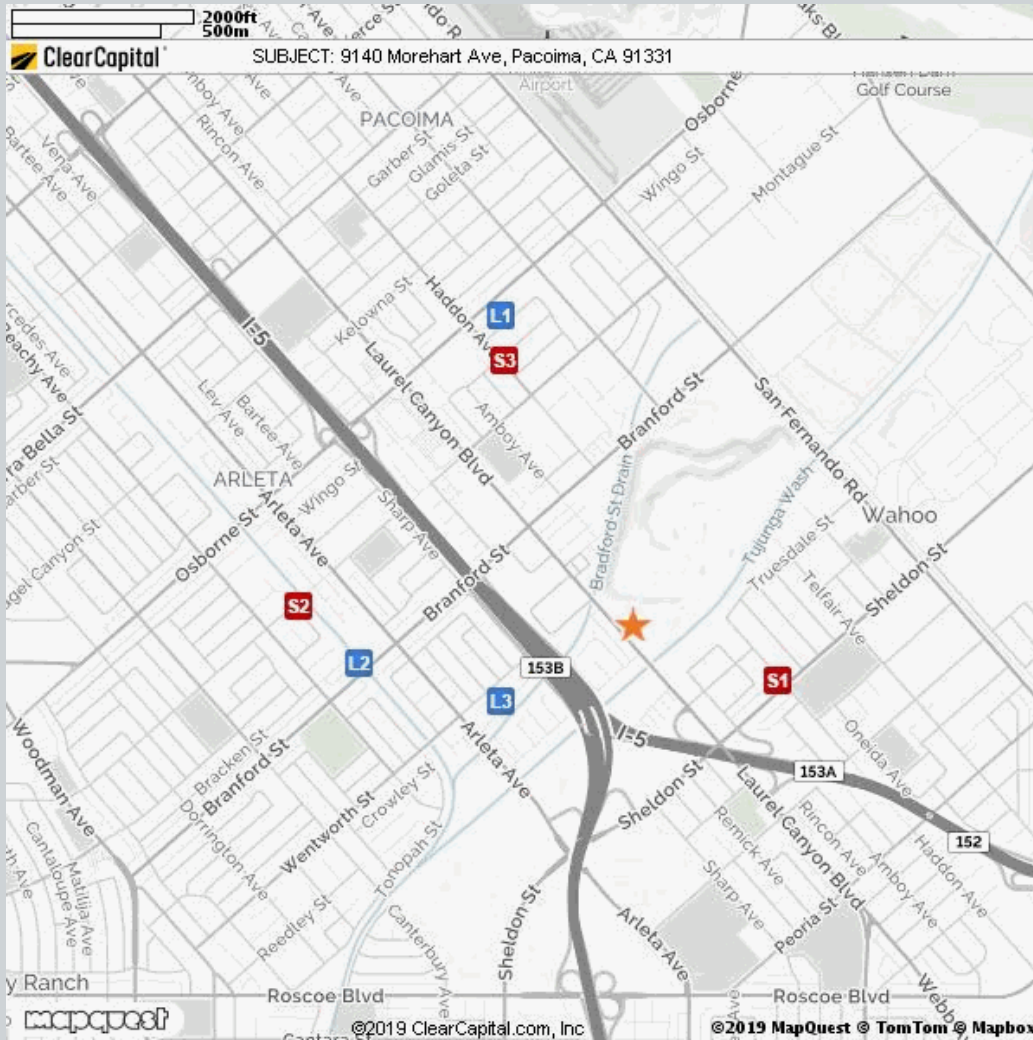 2000ft
500m
ClearCapital
SUBJECT: 9140 Morehart Ave, Pacoima, CA 91331
Airport
Golf Course
Osborne
PACOIMA
Rincon Ave
Vena Ave
Bartee Ave
Garber St
Glamis St
Goleta St
Wingo St
Montague St
Haddon Av
L1
Kelowna St
I-5
S3
Laurel Canyon Blvd
Amboy Ave
Branford St
San Fernando Rd
Peachy Ave
Lev Ave
Bartee Ave
ARLETA
Wingo St
Sharp Ave
Arleta Ave
Osborne St
Bradford St Drain
Tujunga Wash
Wahoo
Truesdale St
Telfair Ave
Sheldon St
Branford St
S2
L2
153B
S1
L3
I-5
153A
Oneida Ave
Woodman Ave
Bracken St
Branford St
Arleta Ave
Dorrington Ave
Wentworth St
Crowley St
Sheldon St
Laurel Canyon Blvd
152
Remick Ave
Rincon Ave
Amboy Ave
Haddon Ave
Cantaloupe Ave
Matilija Ave
Tonopah St
Reedley St
Canterbury Ave
Sheldon St
Sharp Ave
Arleta Ave
Peoria St
y Ranch
Roscoe Blvd
Roscoe Blvd
mapquest
©2019 ClearCapital.com, Inc
©2019 MapQuest © TomTom © Mapbox